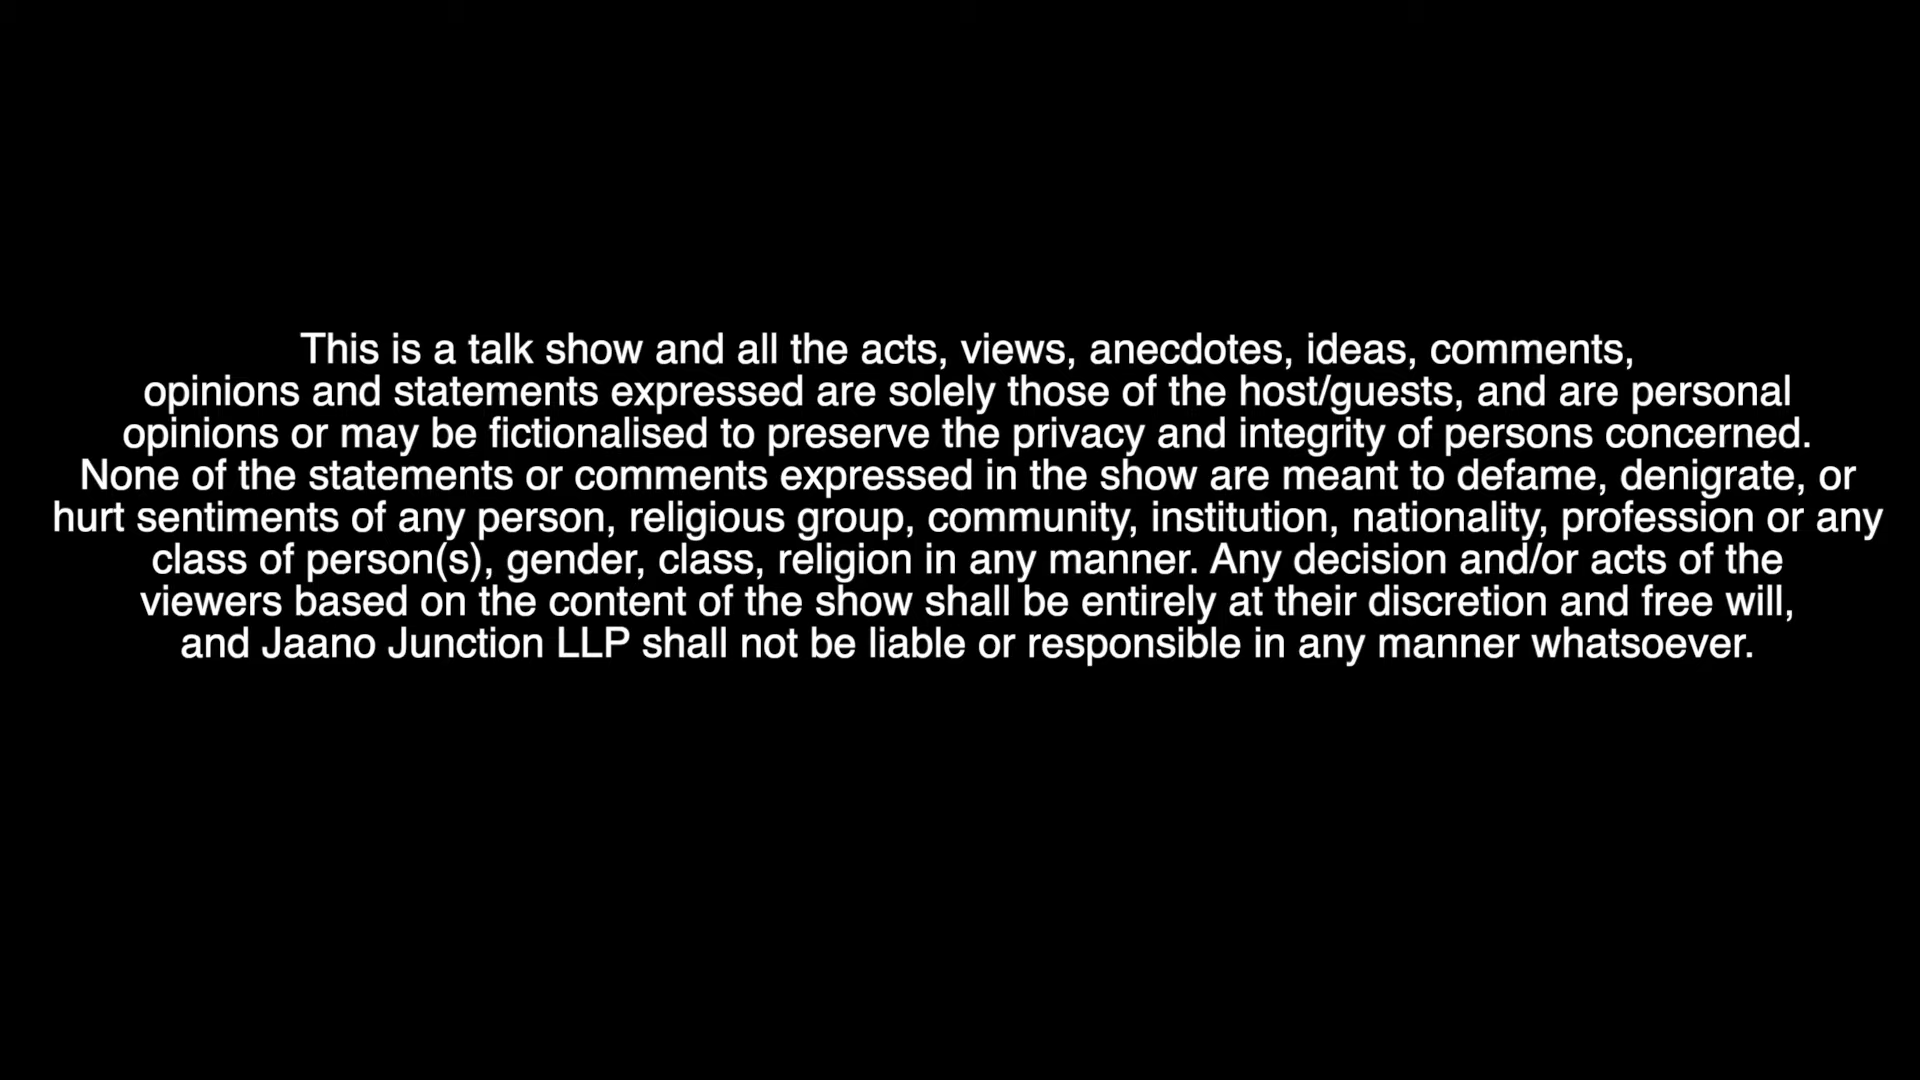 This is a talk show and all the acts, views, anecdotes, ideas, comments,
opinions and statements expressed are solely those of the host/guests, and are personal
opinions or may be fictionalised to preserve the privacy and integrity of persons concerned.
None of the statements or comments expressed in the show are meant to defame, denigrate, or
hurt sentiments of any person, religious group, community, institution, nationality, profession or any
class of person(s), gender, class, religion in any manner. Any decision and/or acts of the
viewers based on the content of the show shall be entirely at their discretion and free will,
and Jaano Junction LLP shall not be liable or responsible in any manner whatsoever.